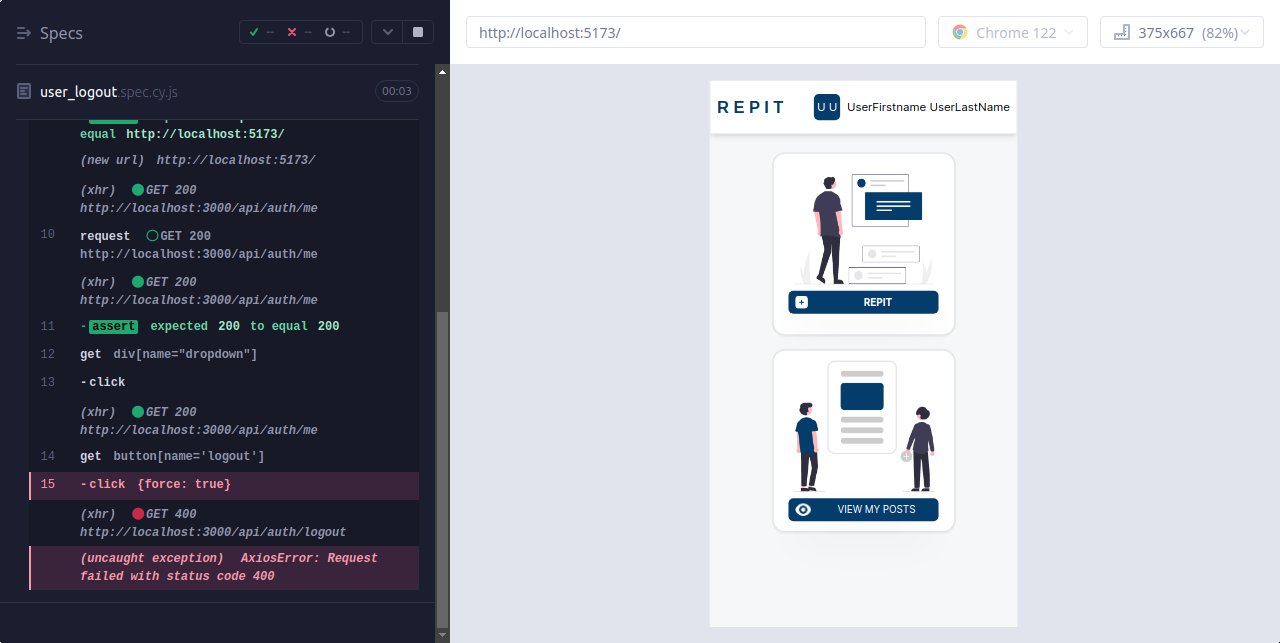 Specs
--
--
--
http://localhost:5173/
Chrome 122
375x667 (82%)
user_logout.spec.cy.js
00:03
equal http://localhost:5173/
(new url) http://localhost:5173/
(xhr) GET 200
http://localhost:3000/api/auth/me
10 request GET 200
http://localhost:3000/api/auth/me
(xhr) GET 200
http://localhost:3000/api/auth/me
11 -assert expected 200 to equal 200
12 get div[name="dropdown"]
13 -click
(xhr) GET 200
http://localhost:3000/api/auth/me
14 get button[name='logout']
15 -click {force: true}
(xhr) GET 400
http://localhost:3000/api/auth/logout
(uncaught exception) AxiosError: Request
failed with status code 400
REPIT
U U
UserFirstname UserLastName
REPIT
VIEW MY POSTS